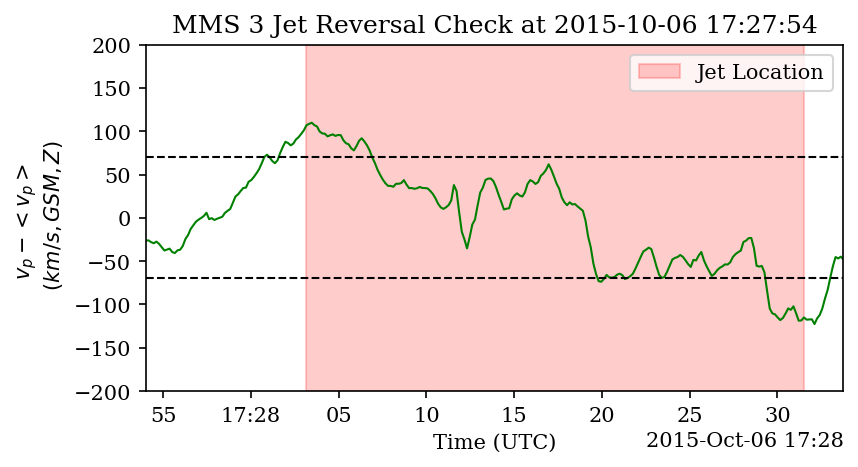 MMS 3 Jet Reversal Check at 2015-10-06 17:27:54
200
150
100
50
0
−50
−100
−150
−200
v_p − < v_p >
(km/s, GSM, Z)
Jet Location
55
17:28
05
10
15
20
25
30
Time (UTC)
2015-Oct-06 17:28